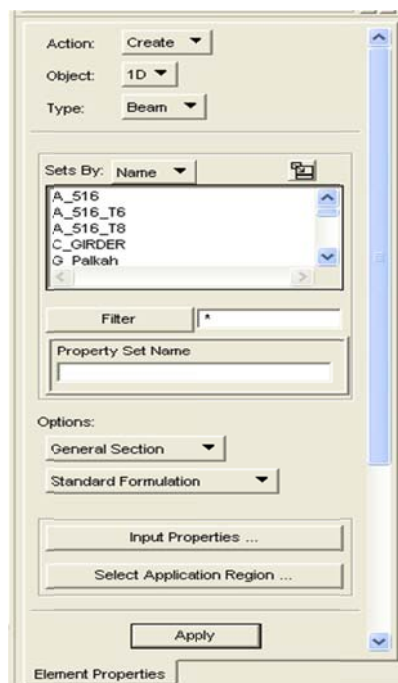 Action: Create
Object: 1D
Type: Beam
Sets By: Name
A_516
A_516_T6
A_516_T8
C_GIRDER
G_Palkah
Filter *
Property Set Name
Options:
General Section
Standard Formulation
Input Properties ...
Select Application Region ...
Apply
Element Properties